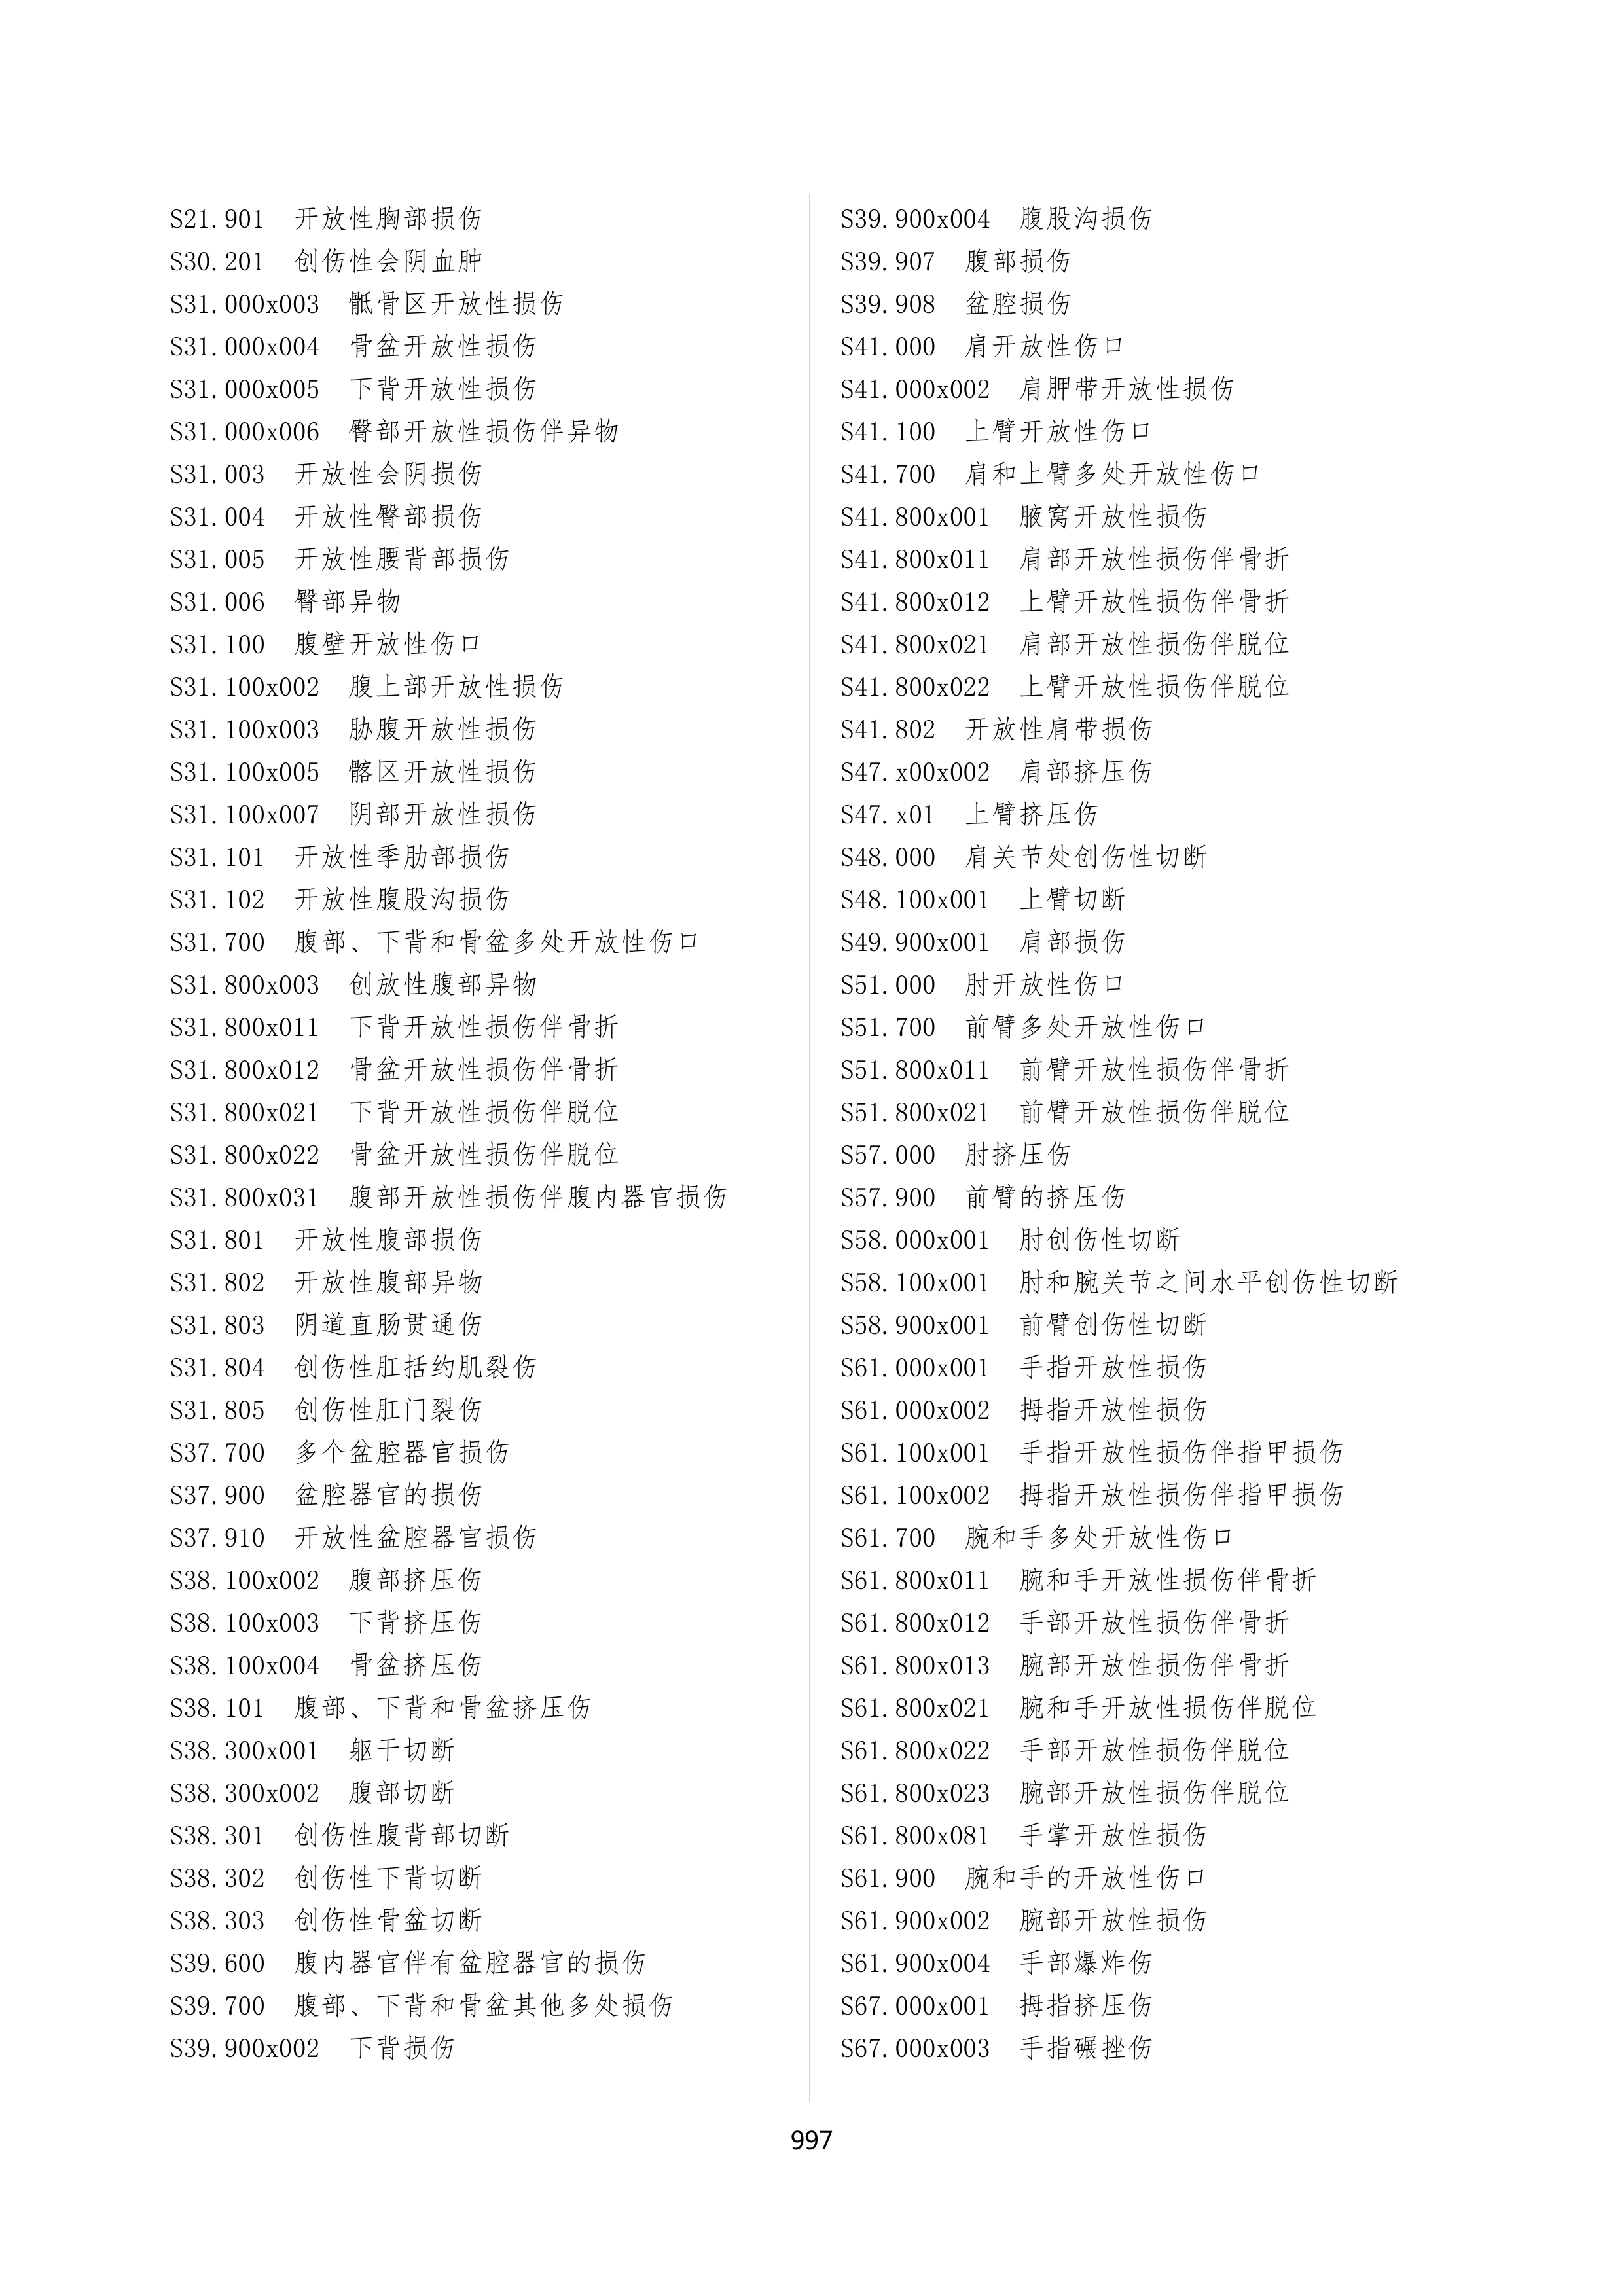 S21.901 开放性胸部损伤
S30.201 创伤性会阴血肿
S31.000x003 骶骨区开放性损伤
S31.000x004 骨盆开放性损伤
S31.000x005 下背开放性损伤
S31.000x006 臀部开放性损伤伴异物
S31.003 开放性会阴损伤
S31.004 开放性臀部损伤
S31.005 开放性腰背部损伤
S31.006 臀部异物
S31.100 腹壁开放性伤口
S31.100x002 腹上部开放性损伤
S31.100x003 胁腹开放性损伤
S31.100x005 髂区开放性损伤
S31.100x007 阴部开放性损伤
S31.101 开放性季肋部损伤
S31.102 开放性腹股沟损伤
S31.700 腹部、下背和骨盆多处开放性伤口
S31.800x003 创放性腹部异物
S31.800x011 下背开放性损伤伴骨折
S31.800x012 骨盆开放性损伤伴骨折
S31.800x021 下背开放性损伤伴脱位
S31.800x022 骨盆开放性损伤伴脱位
S31.800x031 腹部开放性损伤伴腹内器官损伤
S31.801 开放性腹部损伤
S31.802 开放性腹部异物
S31.803 阴道直肠贯通伤
S31.804 创伤性肛括约肌裂伤
S31.805 创伤性肛门裂伤
S37.700 多个盆腔器官损伤
S37.900 盆腔器官的损伤
S37.910 开放性盆腔器官损伤
S38.100x002 腹部挤压伤
S38.100x003 下背挤压伤
S38.100x004 骨盆挤压伤
S38.101 腹部、下背和骨盆挤压伤
S38.300x001 躯干切断
S38.300x002 腹部切断
S38.301 创伤性腹背部切断
S38.302 创伤性下背切断
S38.303 创伤性骨盆切断
S39.600 腹内器官伴有盆腔器官的损伤
S39.700 腹部、下背和骨盆其他多处损伤
S39.900x002 下背损伤
S39.900x004 腹股沟损伤
S39.907 腹部损伤
S39.908 盆腔损伤
S41.000 肩开放性伤口
S41.000x002 肩胛带开放性损伤
S41.100 上臂开放性伤口
S41.700 肩和上臂多处开放性伤口
S41.800x001 腋窝开放性损伤
S41.800x011 肩部开放性损伤伴骨折
S41.800x012 上臂开放性损伤伴骨折
S41.800x021 肩部开放性损伤伴脱位
S41.800x022 上臂开放性损伤伴脱位
S41.802 开放性肩带损伤
S47.x00x002 肩部挤压伤
S47.x01 上臂挤压伤
S48.000 肩关节处创伤性切断
S48.100x001 上臂切断
S49.900x001 肩部损伤
S51.000 肘开放性伤口
S51.700 前臂多处开放性伤口
S51.800x011 前臂开放性损伤伴骨折
S51.800x021 前臂开放性损伤伴脱位
S57.000 肘挤压伤
S57.900 前臂的挤压伤
S58.000x001 肘创伤性切断
S58.100x001 肘和腕关节之间水平创伤性切断
S58.900x001 前臂创伤性切断
S61.000x001 手指开放性损伤
S61.000x002 拇指开放性损伤
S61.100x001 手指开放性损伤伴指甲损伤
S61.100x002 拇指开放性损伤伴指甲损伤
S61.700 腕和手多处开放性伤口
S61.800x011 腕和手开放性损伤伴骨折
S61.800x012 手部开放性损伤伴骨折
S61.800x013 腕部开放性损伤伴骨折
S61.800x021 腕和手开放性损伤伴脱位
S61.800x022 手部开放性损伤伴脱位
S61.800x023 腕部开放性损伤伴脱位
S61.800x081 手掌开放性损伤
S61.900 腕和手的开放性伤口
S61.900x002 腕部开放性损伤
S61.900x004 手部爆炸伤
S67.000x001 拇指挤压伤
S67.000x003 手指碾挫伤
997